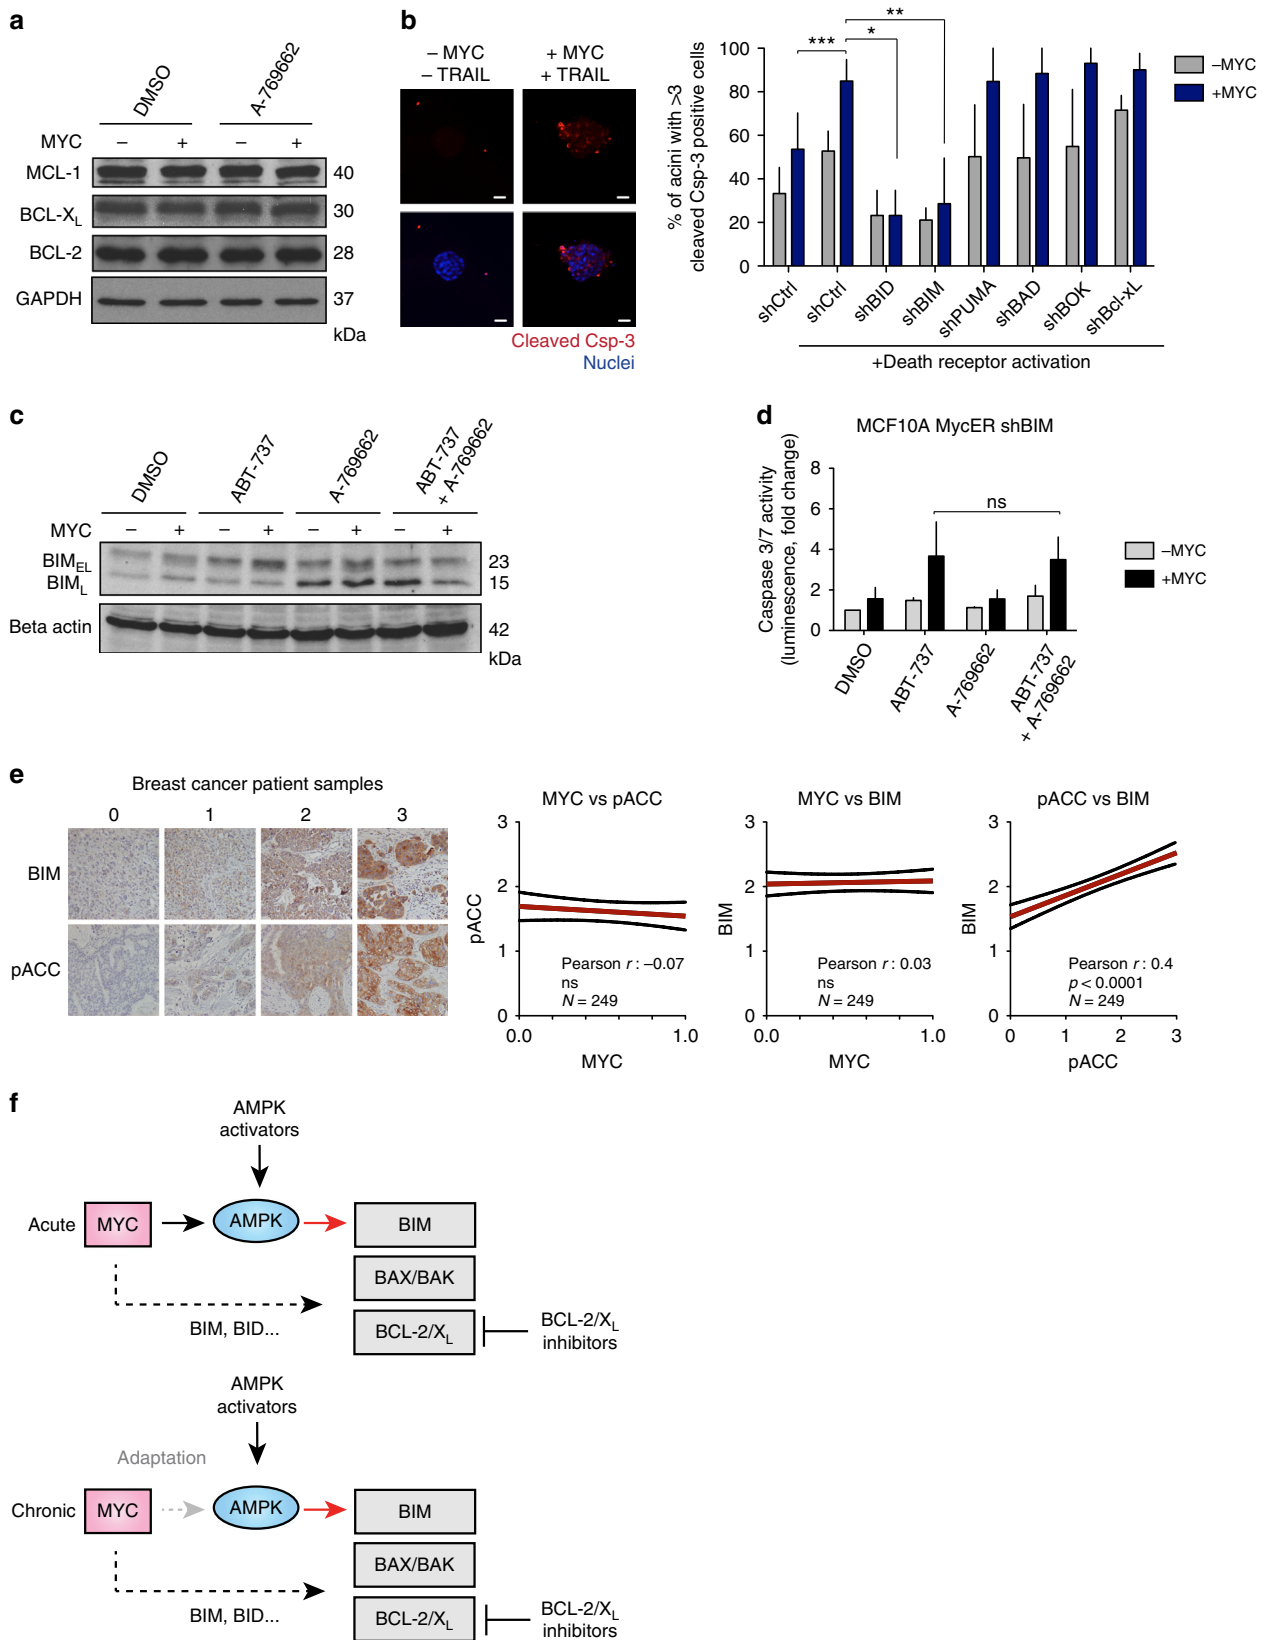 a
DMSO
A-769662
MYC – + – +
MCL-1 40
BCL-XL 30
BCL-2 28
GAPDH 37
kDa
b
– MYC
– TRAIL
+ MYC
+ TRAIL
Cleaved Csp-3
Nuclei
% of acini with >3
cleaved Csp-3 positive cells
100
80
60
40
20
0
***
*
**
–MYC
+MYC
shCtrl
shCtrl
shBID
shBIM
shPUMA
shBAD
shBOK
shBcl-xL
+Death receptor activation
c
DMSO
ABT-737
A-769662
ABT-737
+ A-769662
MYC – + – + – + – +
BIMEL 23
BIML 15
Beta actin 42
kDa
d
MCF10A MycER shBIM
Caspase 3/7 activity
(luminescence, fold change)
8
6
4
2
0
ns
–MYC
+MYC
DMSO
ABT-737
A-769662
ABT-737
+ A-769662
e
Breast cancer patient samples
0 1 2 3
BIM
pACC
MYC vs pACC
pACC
3
2
1
0
Pearson r : –0.07
ns
N = 249
0.0 1.0
MYC
MYC vs BIM
BIM
3
2
1
0
Pearson r : 0.03
ns
N = 249
0.0 1.0
MYC
pACC vs BIM
BIM
3
2
1
0
Pearson r : 0.4
p < 0.0001
N = 249
0 1 2 3
pACC
f
AMPK
activators
Acute MYC AMPK BIM
BAX/BAK
BIM, BID...
BCL-2/XL
BCL-2/XL
inhibitors
AMPK
activators
Adaptation
Chronic MYC AMPK BIM
BAX/BAK
BIM, BID...
BCL-2/XL
BCL-2/XL
inhibitors